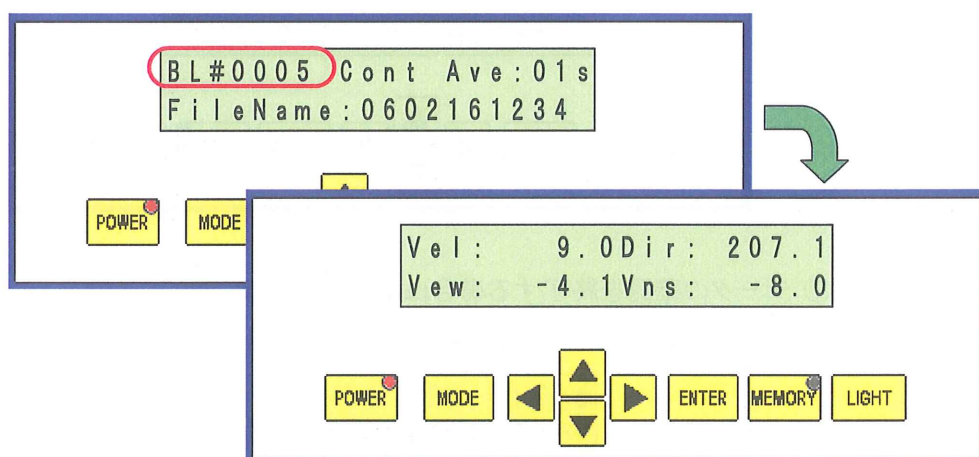 BL#0005 Cont Ave:01s
FileName:0602161234
POWER MODE
Vel: 9.0Dir: 207.1
Vew: -4.1Vns: -8.0
POWER MODE ENTER MEMORY LIGHT